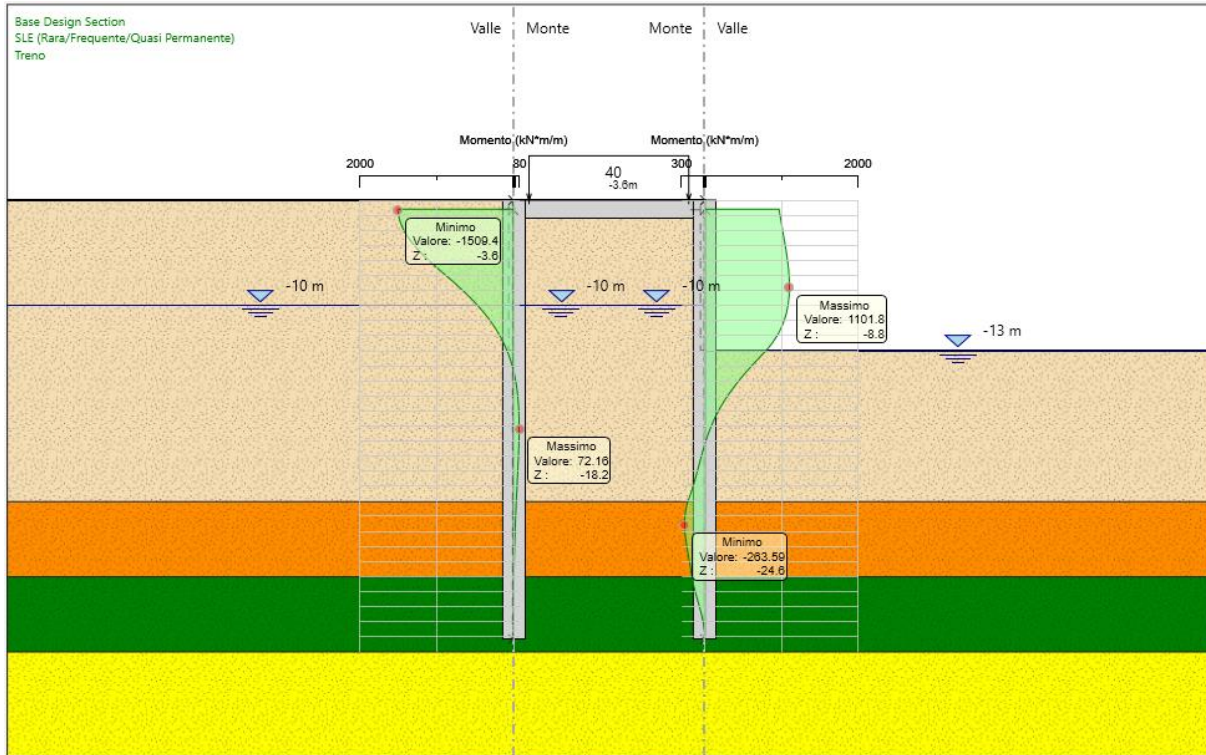 Base Design Section
SLE (Rara/Frequente/Quasi Permanente)
Treno
Valle Monte Monte Valle
Momento (kN*m/m) Momento (kN*m/m)
2000 80 40 300 2000
-3.6m
Minimo
Valore: -1509.4
Z : -3.6
-10 m -10 m -10 m
Massimo
Valore: 1101.8
Z : -8.8
-13 m
Massimo
Valore: 72.16
Z : -18.2
Minimo
Valore: -263.59
Z : -24.6